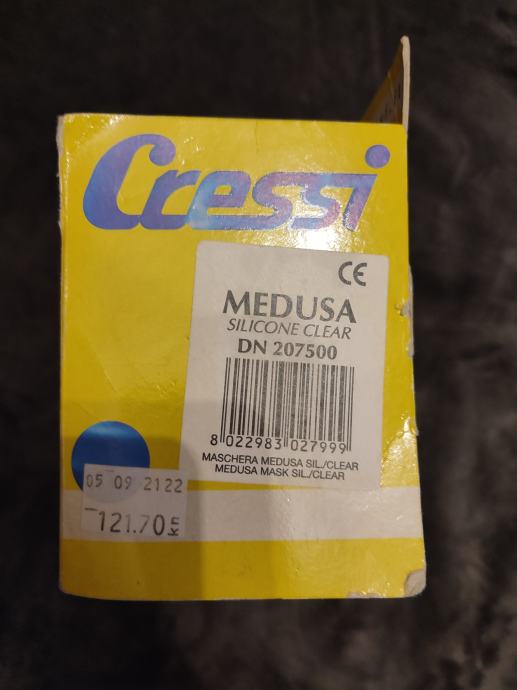 Cressi
CE
MEDUSA
SILICONE CLEAR
DN 207500
8 022983 027999
MASCHERA MEDUSA SIL./CLEAR
MEDUSA MASK SIL./CLEAR
05 09 2122
121.70 Kn